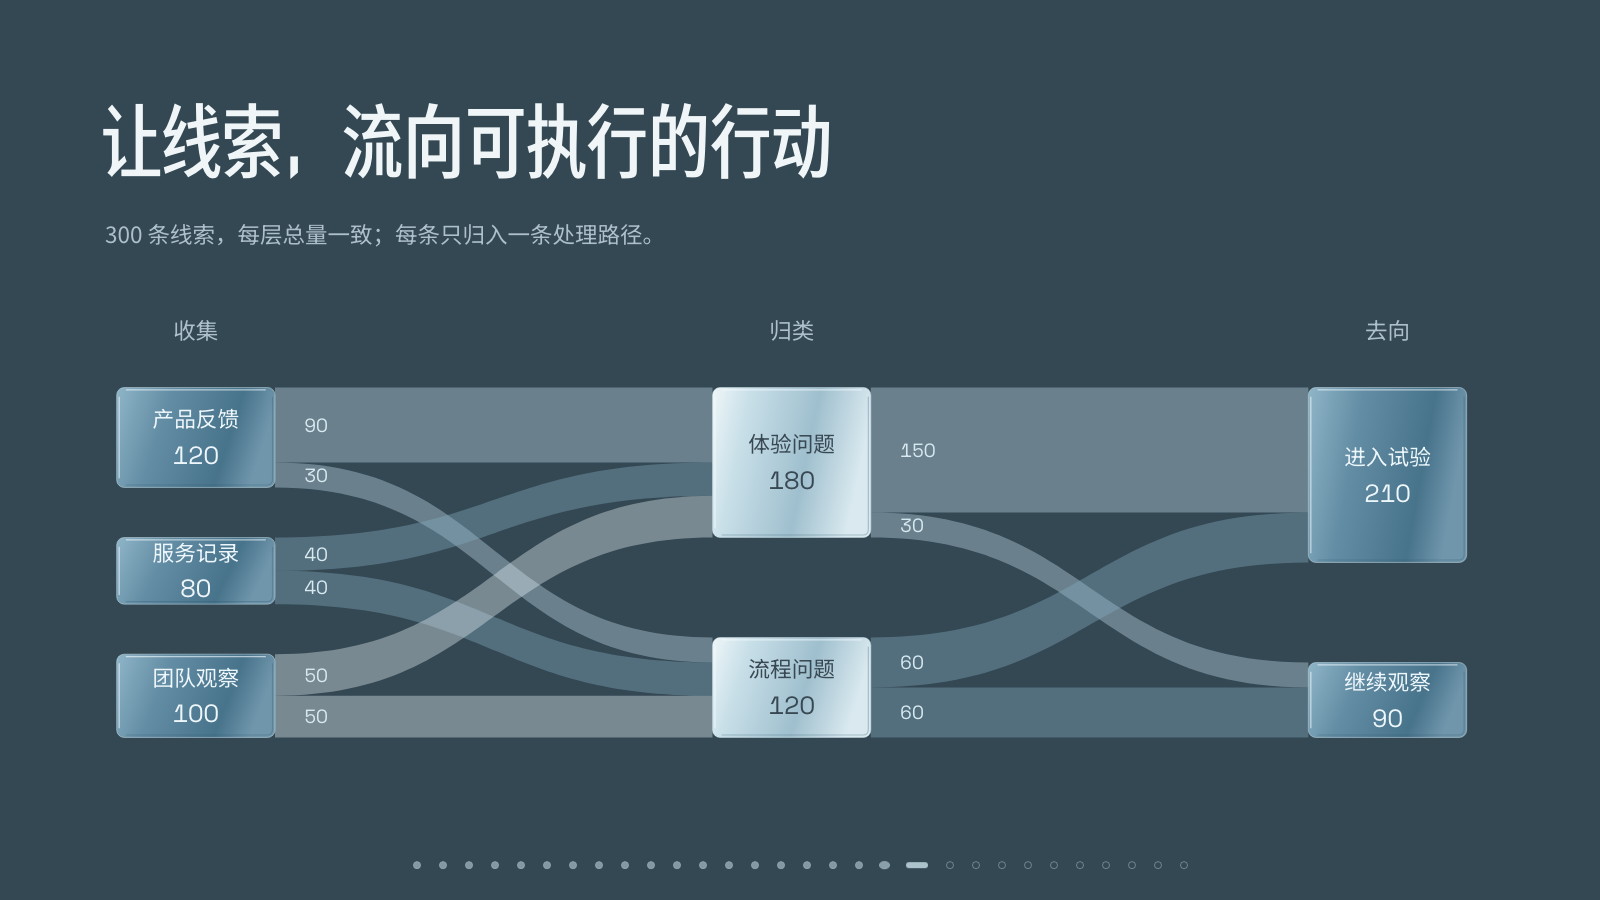 让线索，流向可执行的行动
300 条线索，每层总量一致；每条只归入一条处理路径。
收集
归类
去向
产品反馈
120
90
30
服务记录
80
40
40
团队观察
100
50
50
体验问题
180
150
30
流程问题
120
60
60
进入试验
210
继续观察
90